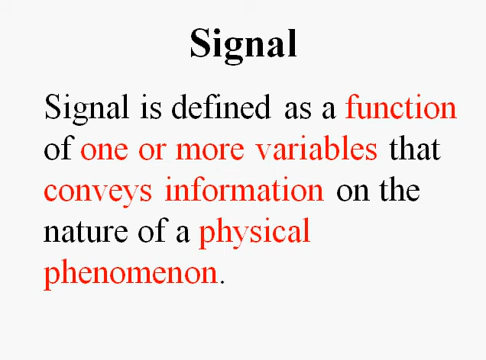 Signal
Signal is defined as a function
of one or more variables that
conveys information on the
nature of a physical
phenomenon.